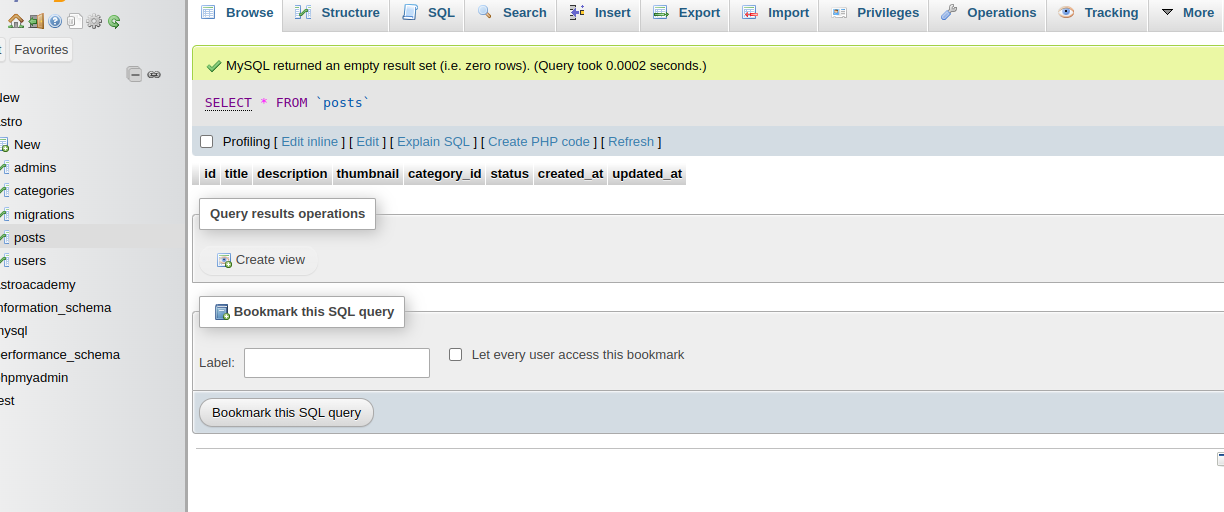 Browse Structure SQL Search Insert Export Import Privileges Operations Tracking More
Favorites
MySQL returned an empty result set (i.e. zero rows). (Query took 0.0002 seconds.)
SELECT * FROM `posts`
Profiling [ Edit inline ] [ Edit ] [ Explain SQL ] [ Create PHP code ] [ Refresh ]
id title description thumbnail category_id status created_at updated_at
Query results operations
Create view
Bookmark this SQL query
Label:
Let every user access this bookmark
Bookmark this SQL query
New
stro
New
admins
categories
migrations
posts
users
stroacademy
nformation_schema
mysql
erformance_schema
hpmyadmin
est